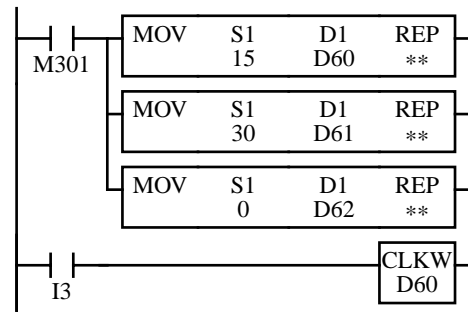 MOV S1 D1 REP
M301 15 D60 **
MOV S1 D1 REP
30 D61 **
MOV S1 D1 REP
0 D62 **
CLKW
I3 D60